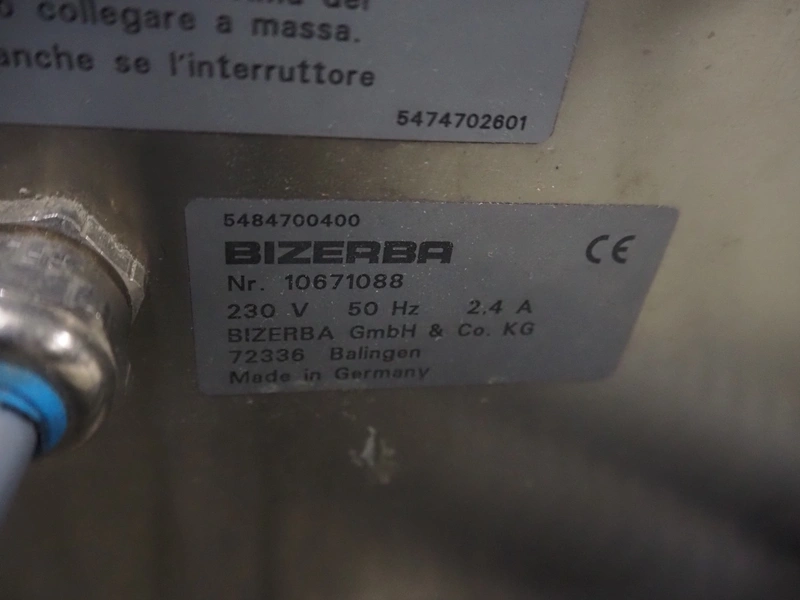 collegare a massa.
anche se l'interruttore
5474702601
5484700400
BIZERBA
CE
Nr. 10671088
230 V 50 Hz 2.4 A
BIZERBA GmbH & Co. KG
72336 Balingen
Made in Germany